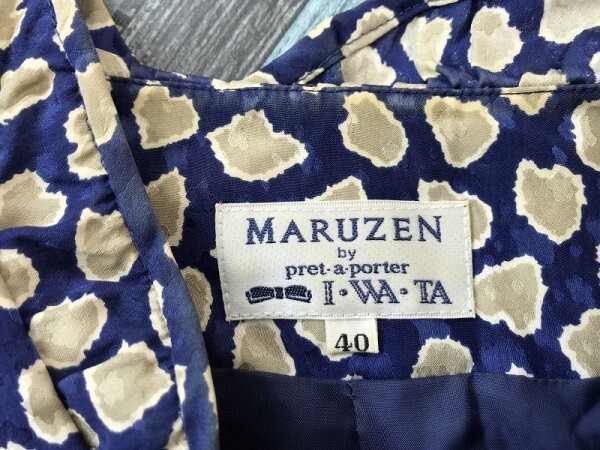 MARUZEN
by
pret-a-porter
I·WA·TA
40